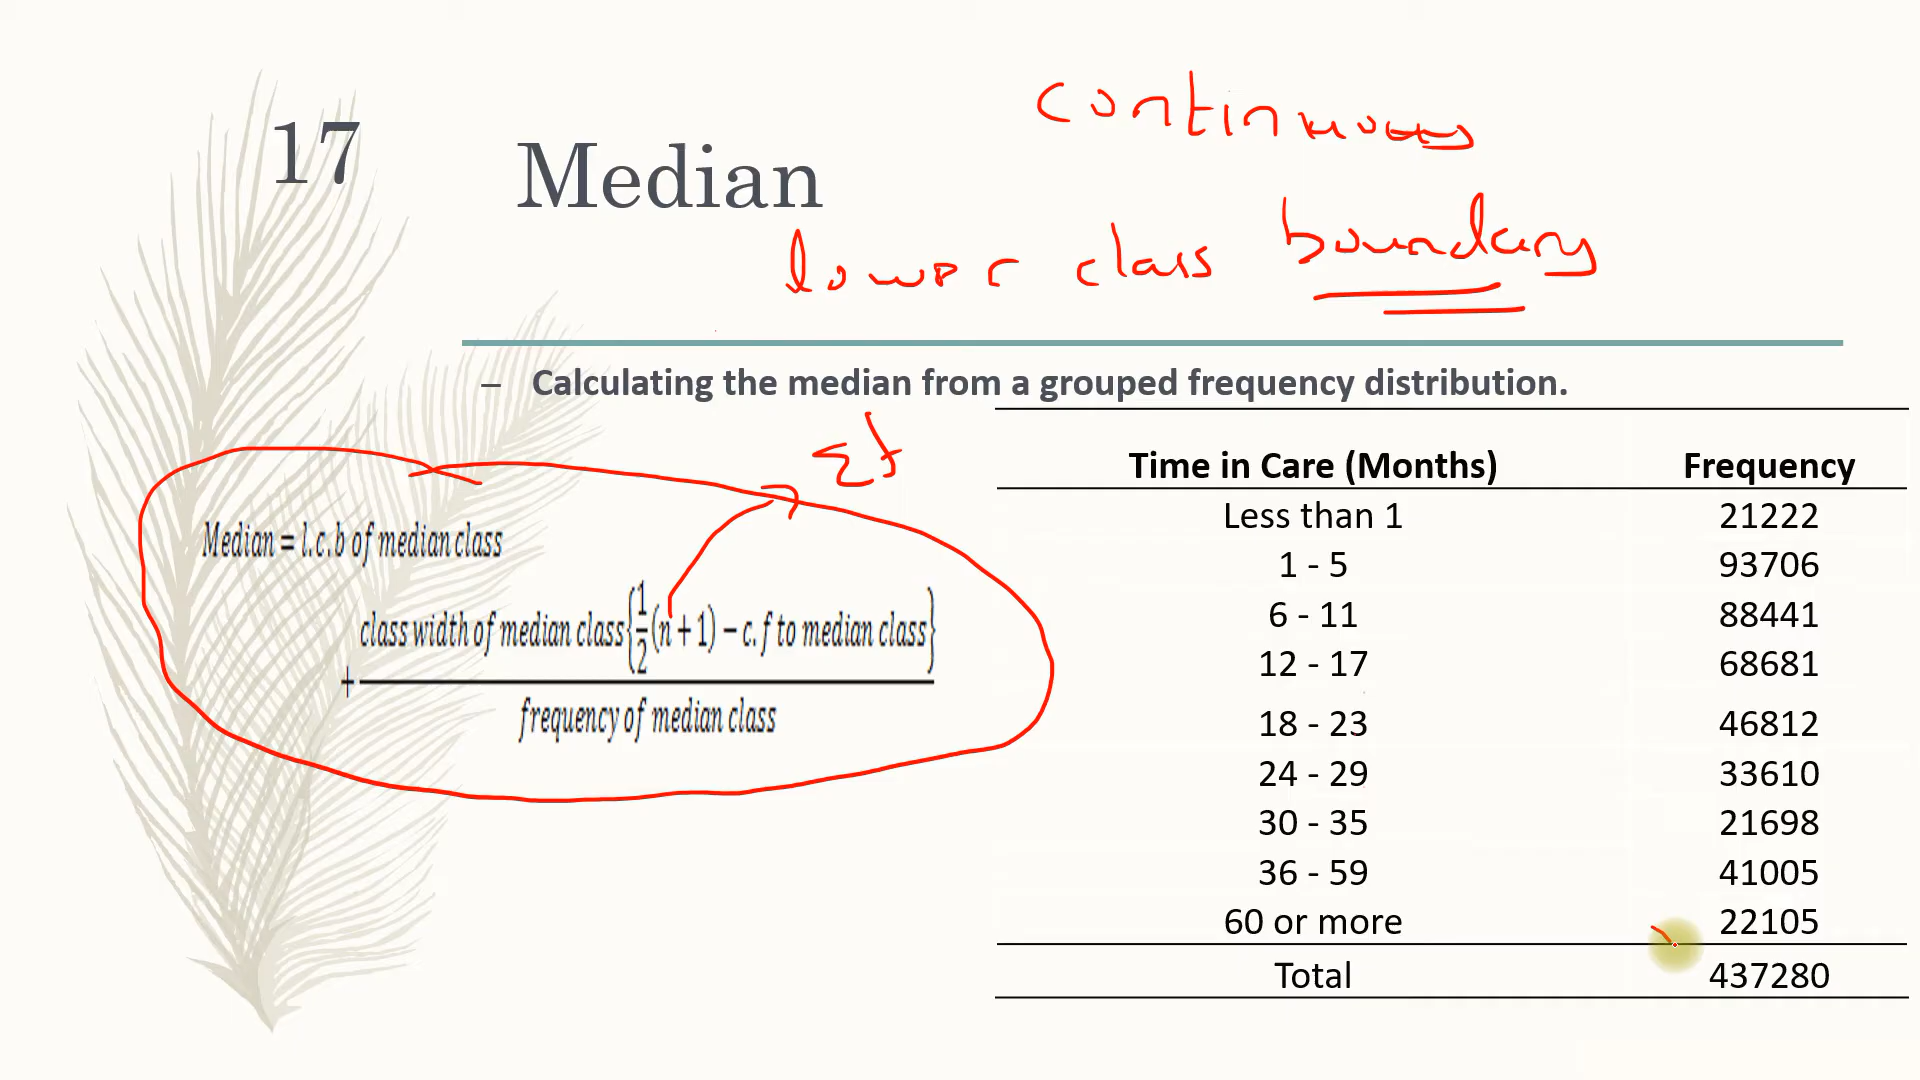 17
continuous
Median
lower class boundary
– Calculating the median from a grouped frequency distribution.
Σf
Time in Care (Months) Frequency
Less than 1 21222
1 - 5 93706
6 - 11 88441
12 - 17 68681
18 - 23 46812
24 - 29 33610
30 - 35 21698
36 - 59 41005
60 or more 22105
Total 437280
Median = l.c.b of median class
+ class width of median class{1/2(n + 1) − c.f to median class}
frequency of median class